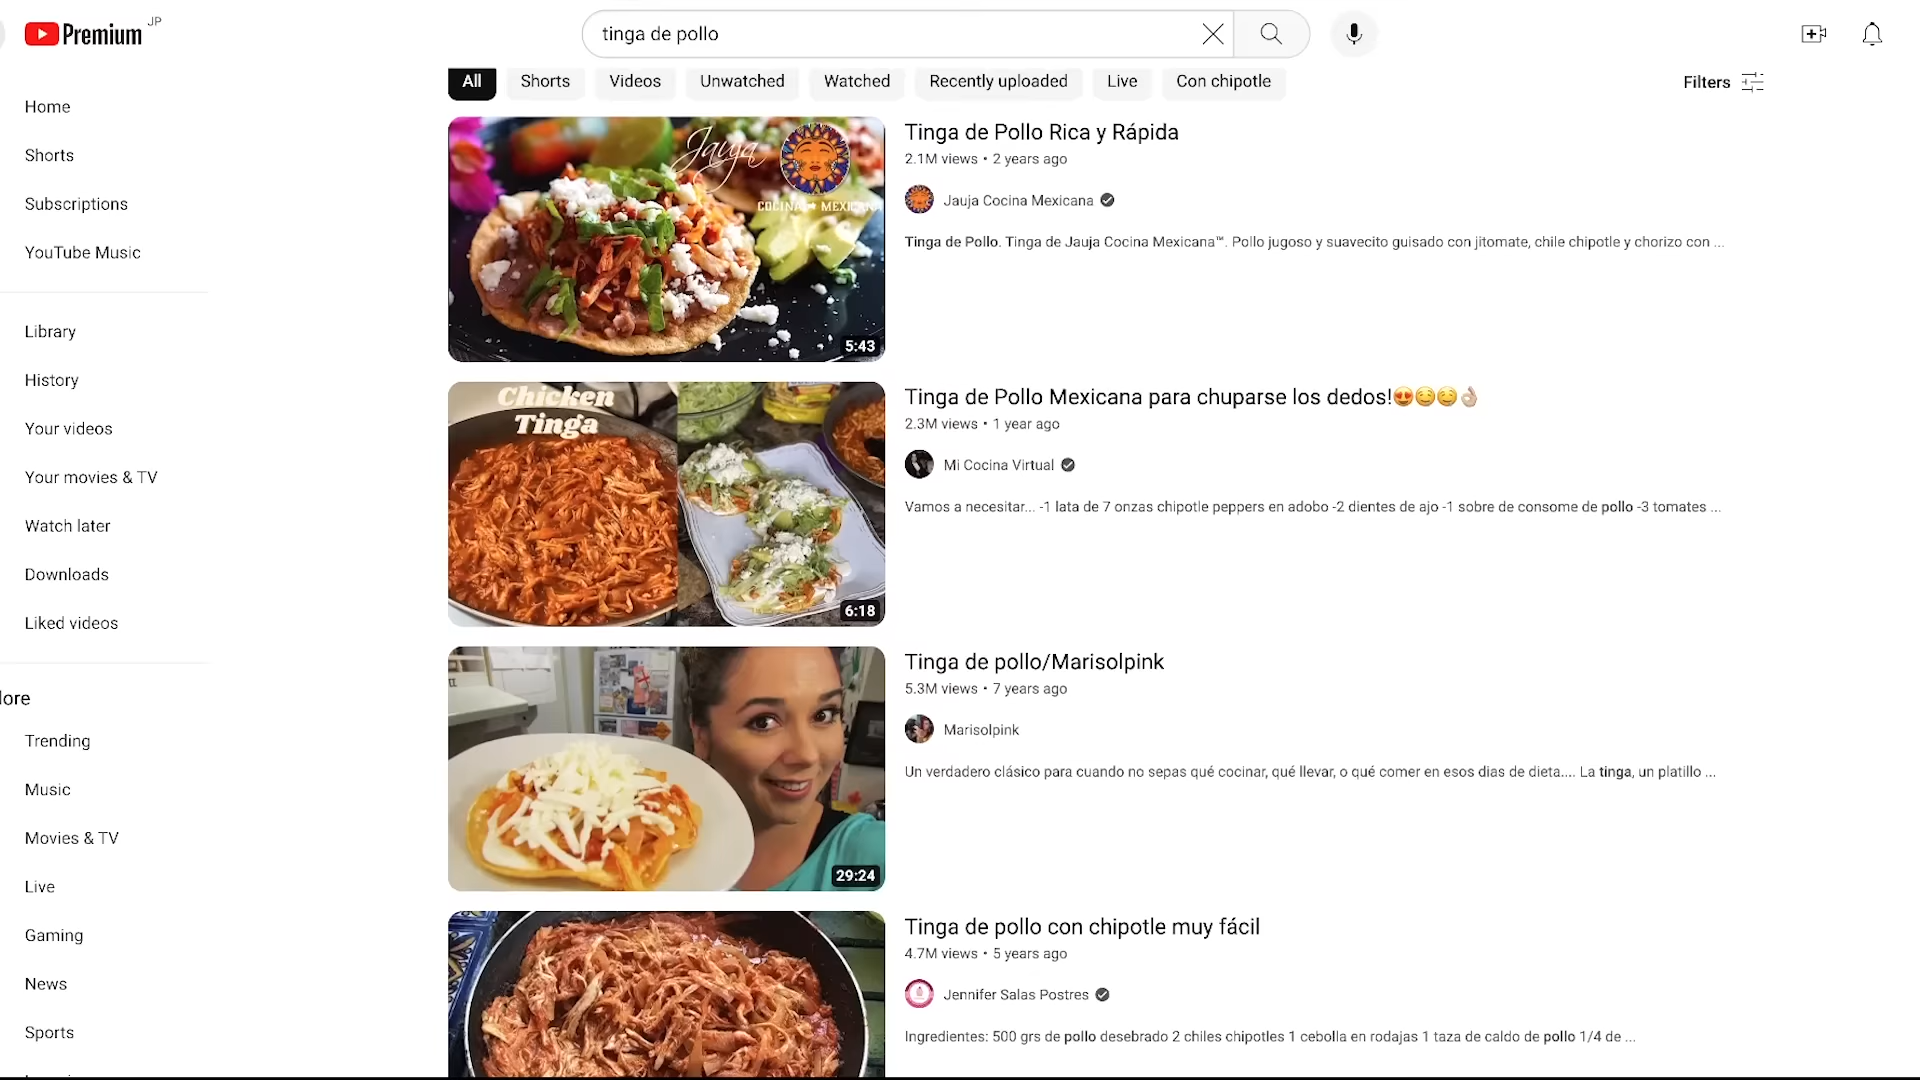 Premium JP
tinga de pollo
Home
Shorts
Subscriptions
YouTube Music
Library
History
Your videos
Your movies & TV
Watch later
Downloads
Liked videos
lore
Trending
Music
Movies & TV
Live
Gaming
News
Sports
All Shorts Videos Unwatched Watched Recently uploaded Live Con chipotle
Filters
Jauja
COCINA MEXICANA
5:43
Tinga de Pollo Rica y Rápida
2.1M views • 2 years ago
Jauja Cocina Mexicana
Tinga de Pollo. Tinga de Jauja Cocina Mexicana™. Pollo jugoso y suavecito guisado con jitomate, chile chipotle y chorizo con ...
Chicken
Tinga
6:18
Tinga de Pollo Mexicana para chuparse los dedos!😍🤤🤤👌🏼
2.3M views • 1 year ago
Mi Cocina Virtual
Vamos a necesitar... -1 lata de 7 onzas chipotle peppers en adobo -2 dientes de ajo -1 sobre de consome de pollo -3 tomates ...
29:24
Tinga de pollo/Marisolpink
5.3M views • 7 years ago
Marisolpink
Un verdadero clásico para cuando no sepas qué cocinar, qué llevar, o qué comer en esos dias de dieta.... La tinga, un platillo ...
Tinga de pollo con chipotle muy fácil
4.7M views • 5 years ago
Jennifer Salas Postres
Ingredientes: 500 grs de pollo desebrado 2 chiles chipotles 1 cebolla en rodajas 1 taza de caldo de pollo 1/4 de ...